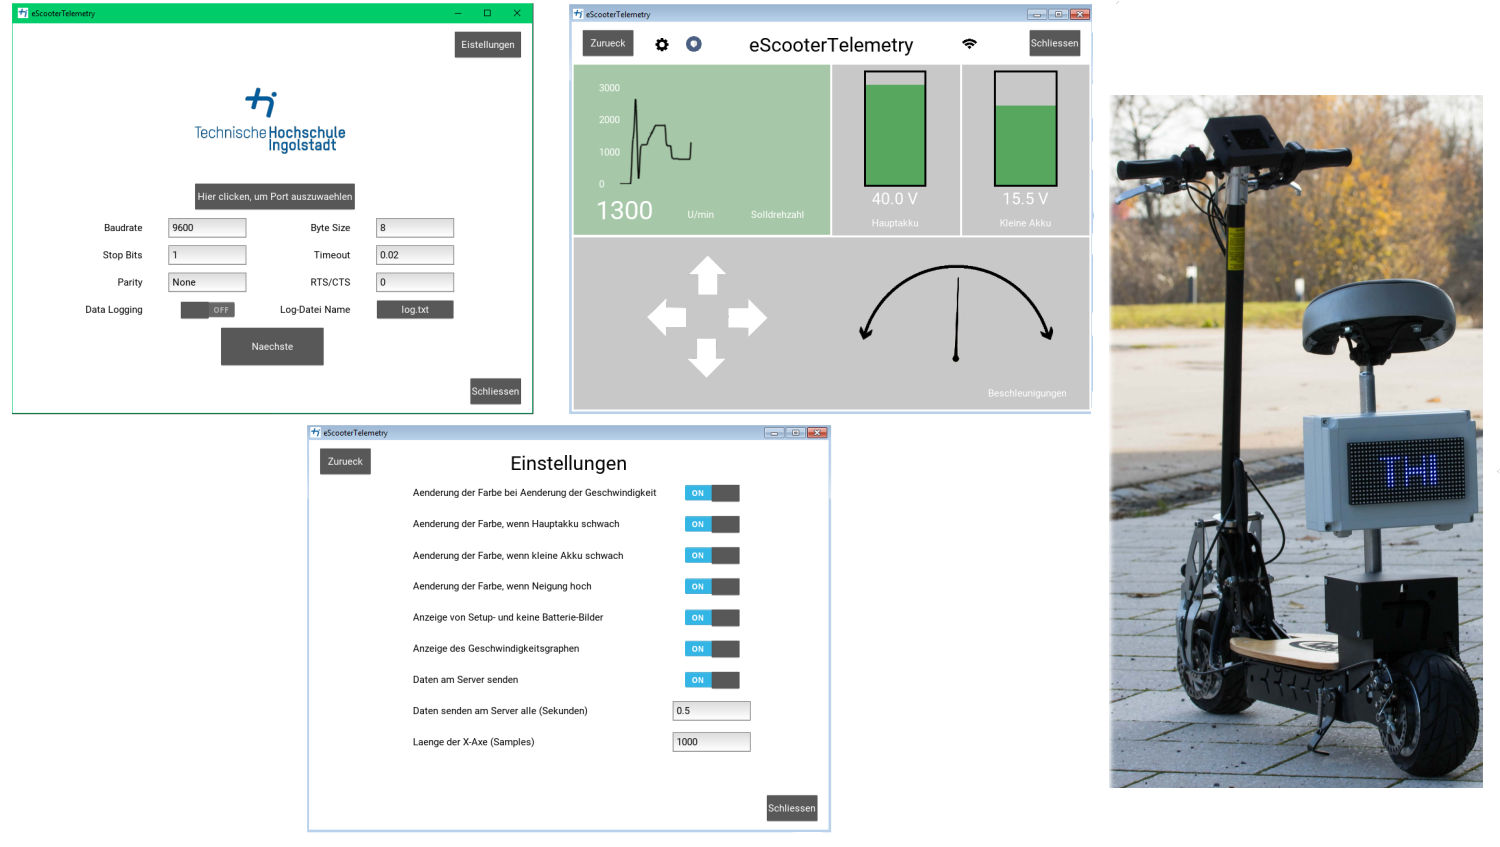 eScooterTelemetry
Eistellungen
Technische Hochschule
Ingolstadt
Hier clicken, um Port auszuwaehlen
Baudrate 9600 Byte Size 8
Stop Bits 1 Timeout 0.02
Parity None RTS/CTS 0
Data Logging OFF Log-Datei Name log.txt
Naechste
Schliessen
eScooterTelemetry
Zurueck eScooterTelemetry Schliessen
3000
2000
1000
0
1300 U/min Solldrehzahl
40.0 V
Hauptakku
15.5 V
Kleine Akku
Beschleunigungen
eScooterTelemetry
Zurueck Einstellungen
Aenderung der Farbe bei Aenderung der Geschwindigkeit ON
Aenderung der Farbe, wenn Hauptakku schwach ON
Aenderung der Farbe, wenn kleine Akku schwach ON
Aenderung der Farbe, wenn Neigung hoch ON
Anzeige von Setup- und keine Batterie-Bilder ON
Anzeige des Geschwindigkeitsgraphen ON
Daten am Server senden ON
Daten senden am Server alle (Sekunden) 0.5
Laenge der X-Axe (Samples) 1000
Schliessen
THI